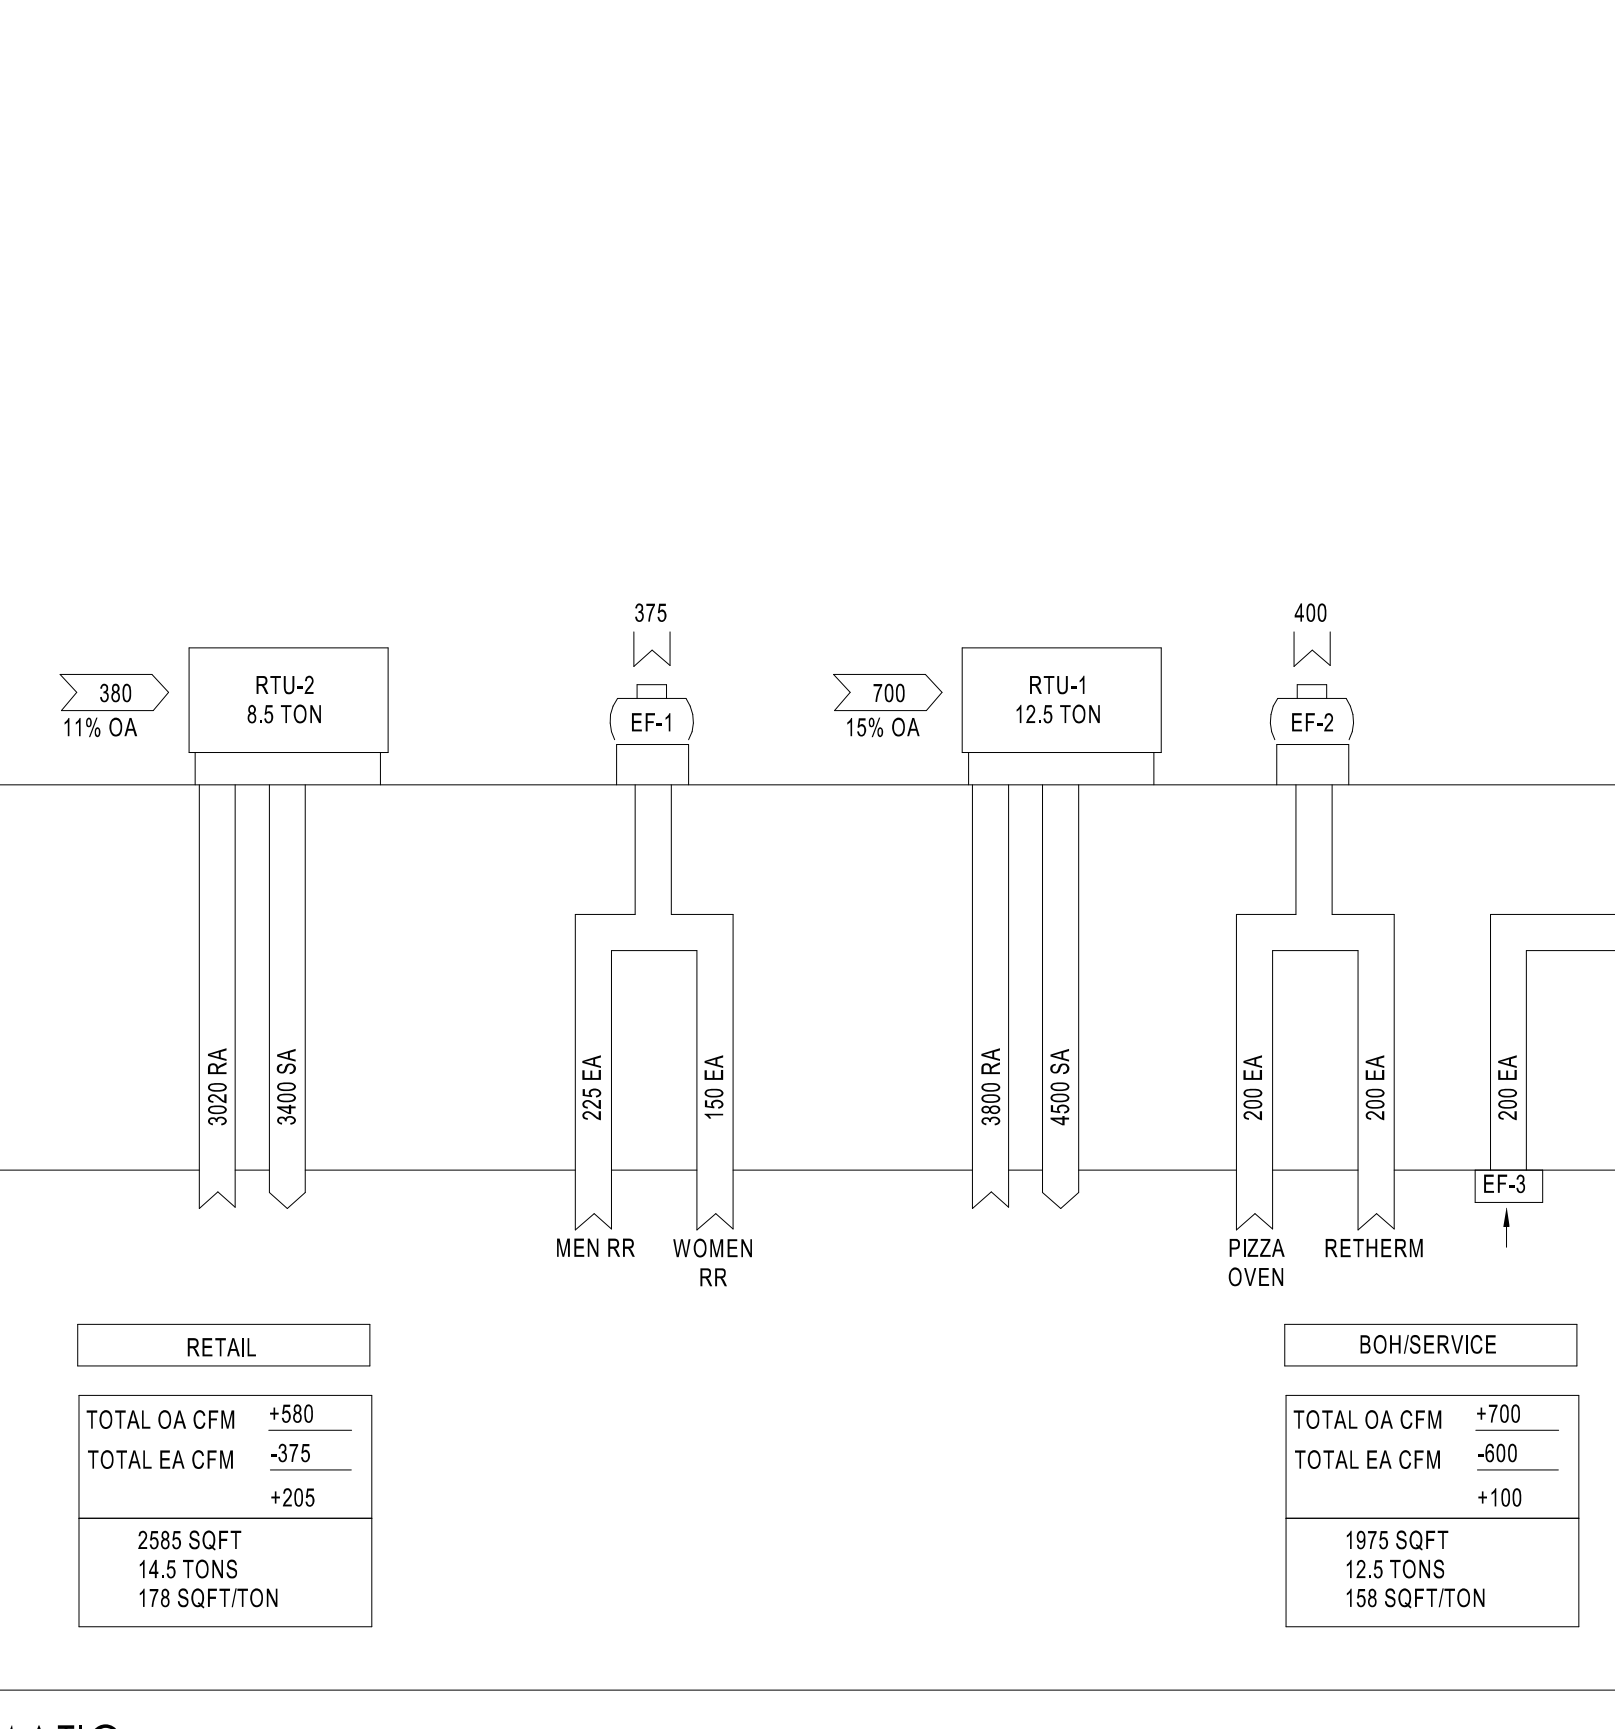 375
400
380
11% OA
RTU-2
8.5 TON
EF-1
700
15% OA
RTU-1
12.5 TON
EF-2
3020 RA
3400 SA
225 EA
150 EA
3800 RA
4500 SA
200 EA
200 EA
200 EA
EF-3
MEN RR
WOMEN
RR
PIZZA
OVEN
RETHERM
RETAIL
TOTAL OA CFM +580
TOTAL EA CFM -375
+205
2585 SQFT
14.5 TONS
178 SQFT/TON
BOH/SERVICE
TOTAL OA CFM +700
TOTAL EA CFM -600
+100
1975 SQFT
12.5 TONS
158 SQFT/TON